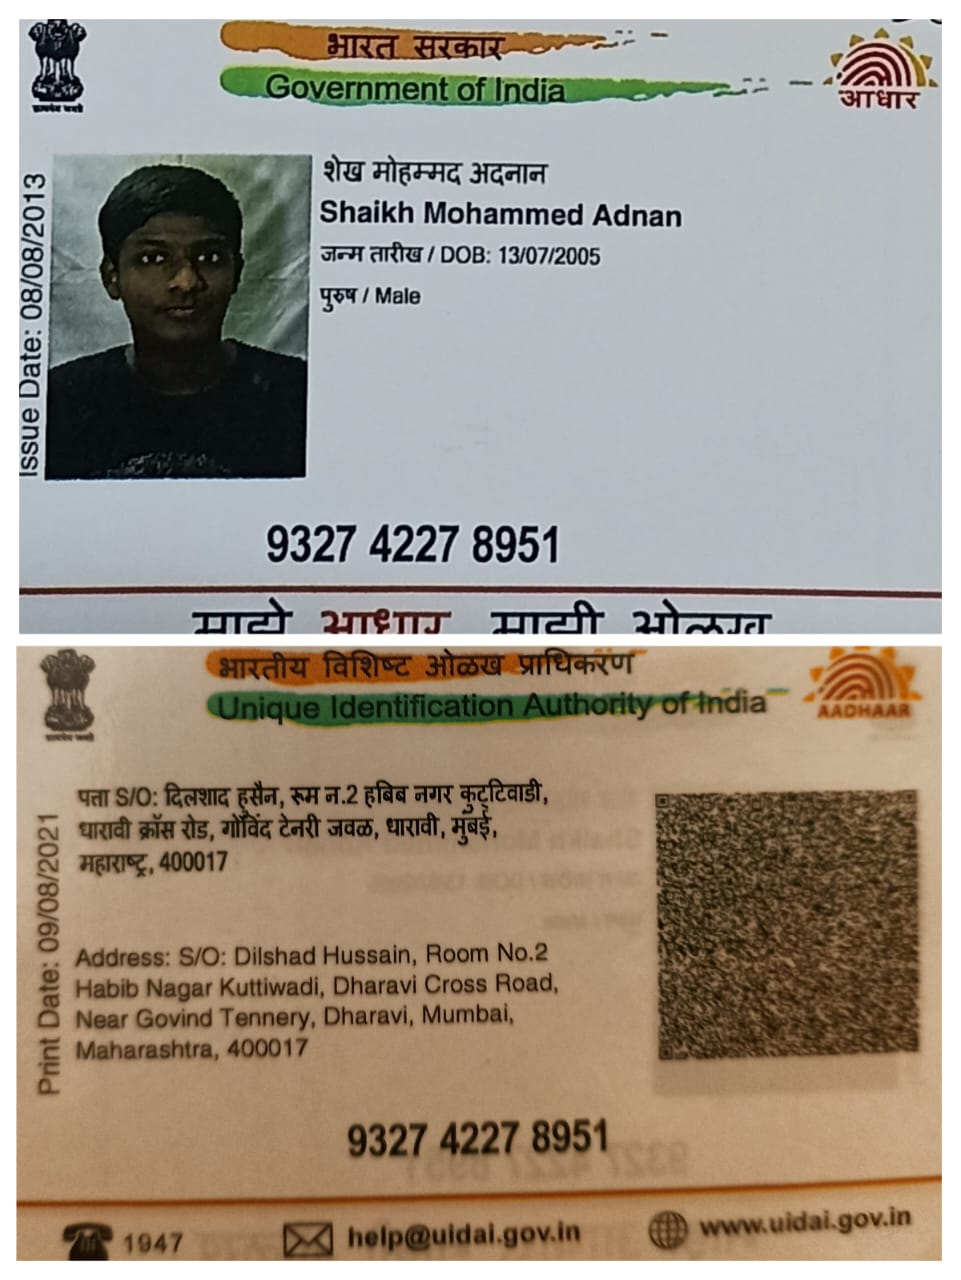 भारत सरकार
Government of India
आधार
Issue Date: 08/08/2013
शेख मोहम्मद अदनान
Shaikh Mohammed Adnan
जन्म तारीख / DOB: 13/07/2005
पुरुष / Male
9327 4227 8951
माझे आधार, माझी ओळख
भारतीय विशिष्ट ओळख प्राधिकरण
Unique Identification Authority of India
AADHAAR
Print Date: 09/08/2021
पत्ता S/O: दिलशाद हुसैन, रूम न.2 हबिब नगर कुट्टिवाडी,
धारावी क्रॉस रोड, गोविंद टेनरी जवळ, धारावी, मुंबई,
महाराष्ट्र, 400017
Address: S/O: Dilshad Hussain, Room No.2
Habib Nagar Kuttiwadi, Dharavi Cross Road,
Near Govind Tennery, Dharavi, Mumbai,
Maharashtra, 400017
9327 4227 8951
1947
help@uidai.gov.in
www.uidai.gov.in